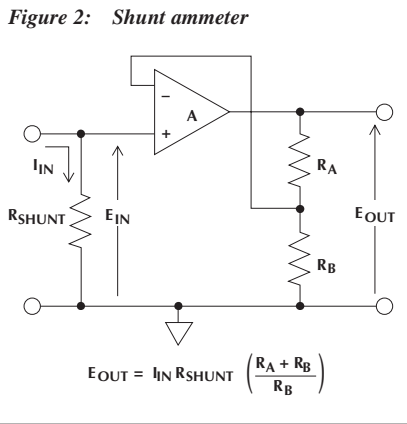 Figure 2: Shunt ammeter
−
A
+
IIN
RSHUNT
EIN
RA
RB
EOUT
EOUT = IIN RSHUNT (RA + RB / RB)